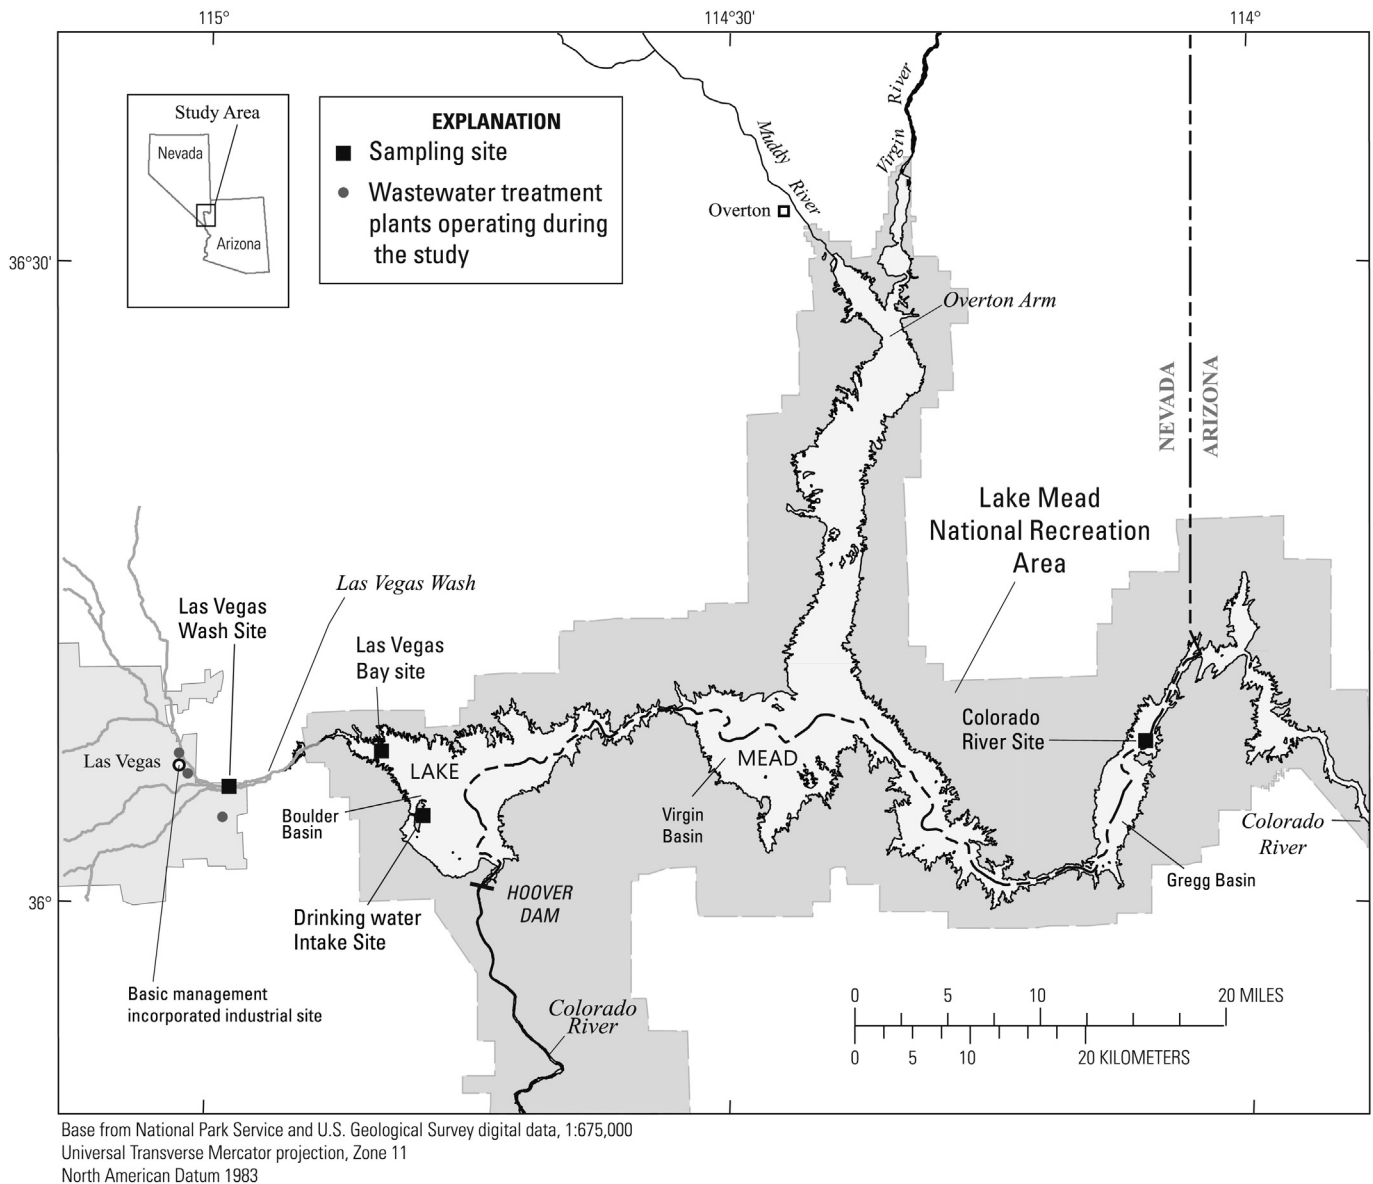 115°
114°30'
114°
Study Area
Nevada
Arizona
EXPLANATION
Sampling site
Wastewater treatment
plants operating during
the study
Muddy
River
Virgin
River
Overton
36°30'
Overton Arm
NEVADA
ARIZONA
Lake Mead
National Recreation
Area
Las Vegas Wash
Las Vegas
Wash Site
Las Vegas
Bay site
Colorado
River Site
Las Vegas
LAKE
MEAD
Boulder
Basin
Virgin
Basin
Colorado
River
Gregg Basin
36°
HOOVER
DAM
Drinking water
Intake Site
Basic management
incorporated industrial site
Colorado
River
0 5 10 20 MILES
0 5 10 20 KILOMETERS
Base from National Park Service and U.S. Geological Survey digital data, 1:675,000
Universal Transverse Mercator projection, Zone 11
North American Datum 1983